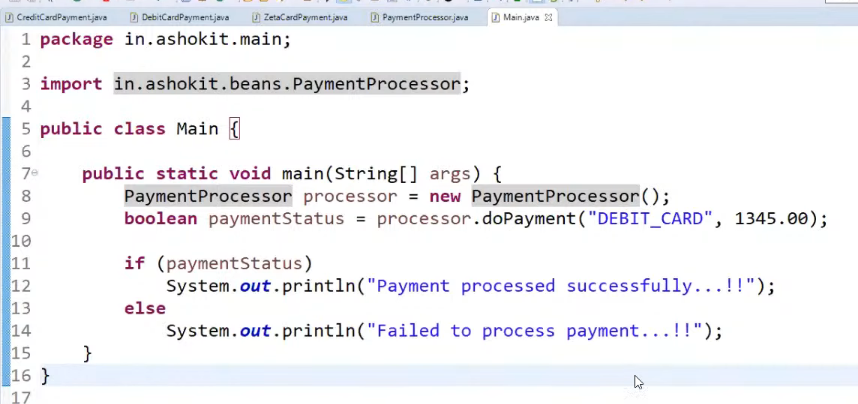 CreditCardPayment.java DebitCardPayment.java ZetaCardPayment.java PaymentProcessor.java Main.java
1 package in.ashokit.main;
2
3 import in.ashokit.beans.PaymentProcessor;
4
5 public class Main {
6
7 public static void main(String[] args) {
8 PaymentProcessor processor = new PaymentProcessor();
9 boolean paymentStatus = processor.doPayment("DEBIT_CARD", 1345.00);
10
11 if (paymentStatus)
12 System.out.println("Payment processed successfully...!!");
13 else
14 System.out.println("Failed to process payment...!!");
15 }
16 }
17